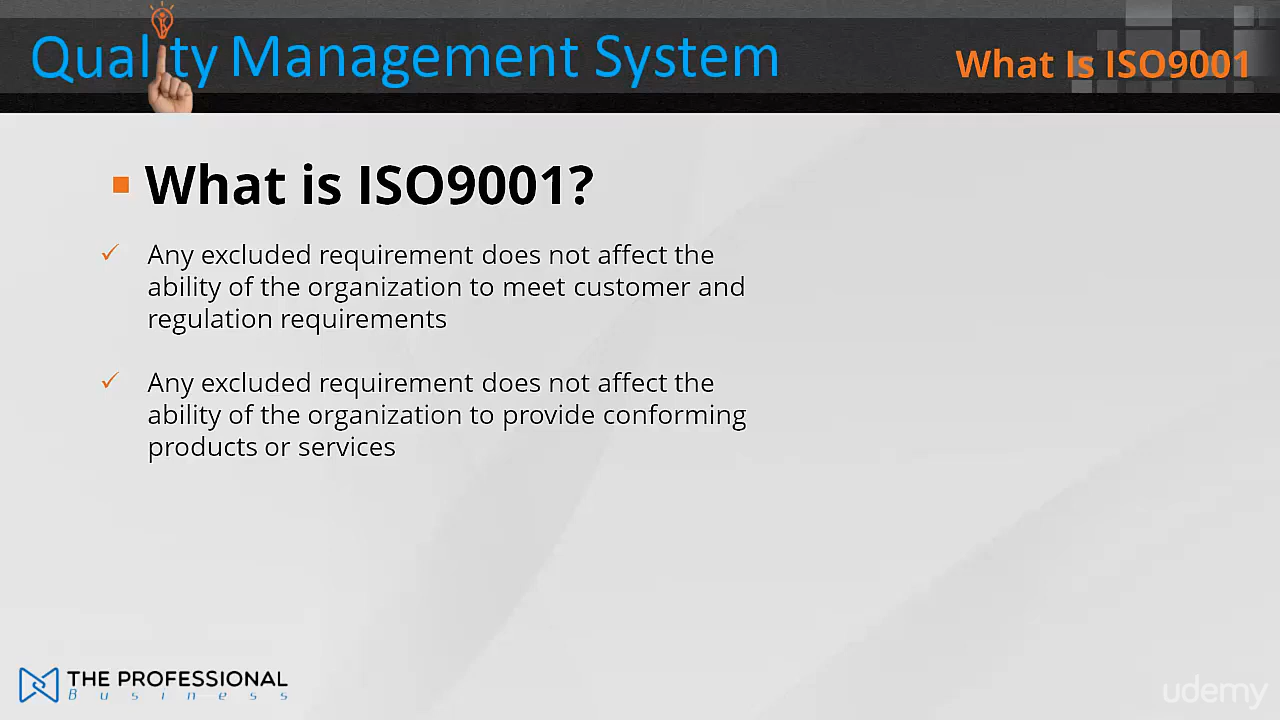 Quality Management System
What Is ISO9001
What is ISO9001?
Any excluded requirement does not affect the
ability of the organization to meet customer and
regulation requirements
Any excluded requirement does not affect the
ability of the organization to provide conforming
products or services
THE PROFESSIONAL
Business
udemy